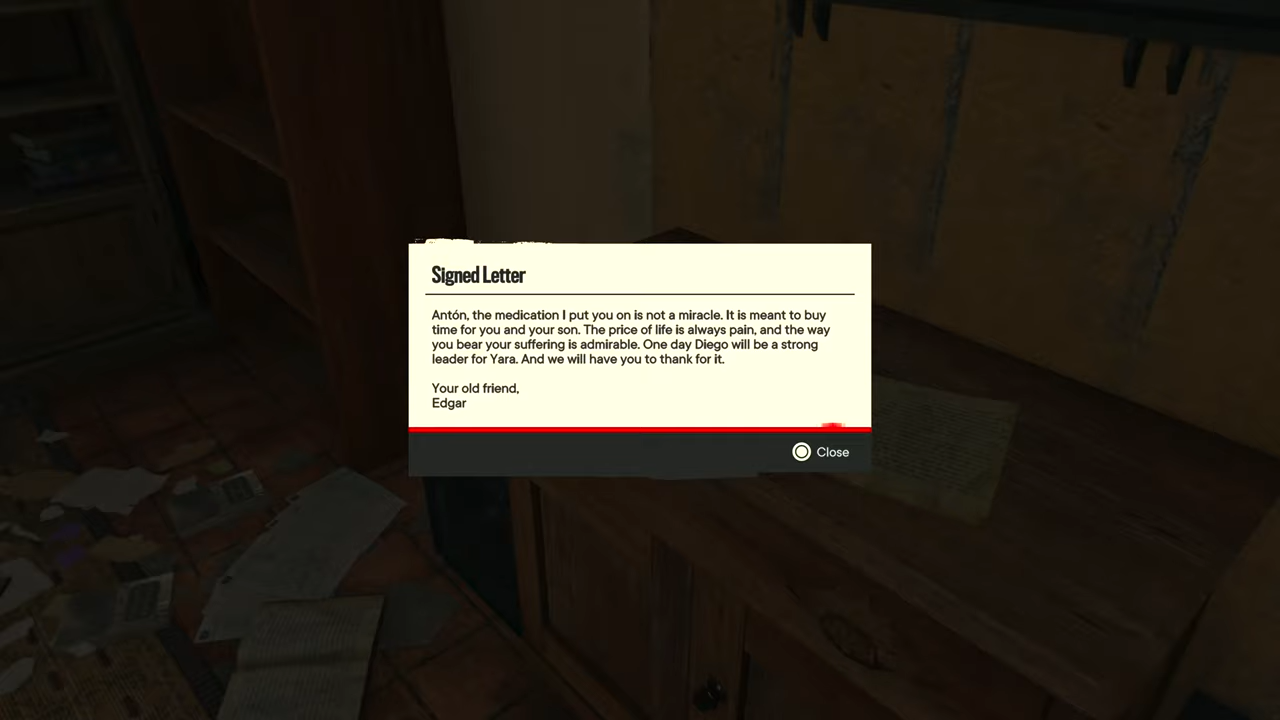 Signed Letter
Antón, the medication I put you on is not a miracle. It is meant to buy
time for you and your son. The price of life is always pain, and the way
you bear your suffering is admirable. One day Diego will be a strong
leader for Yara. And we will have you to thank for it.
Your old friend,
Edgar
Close